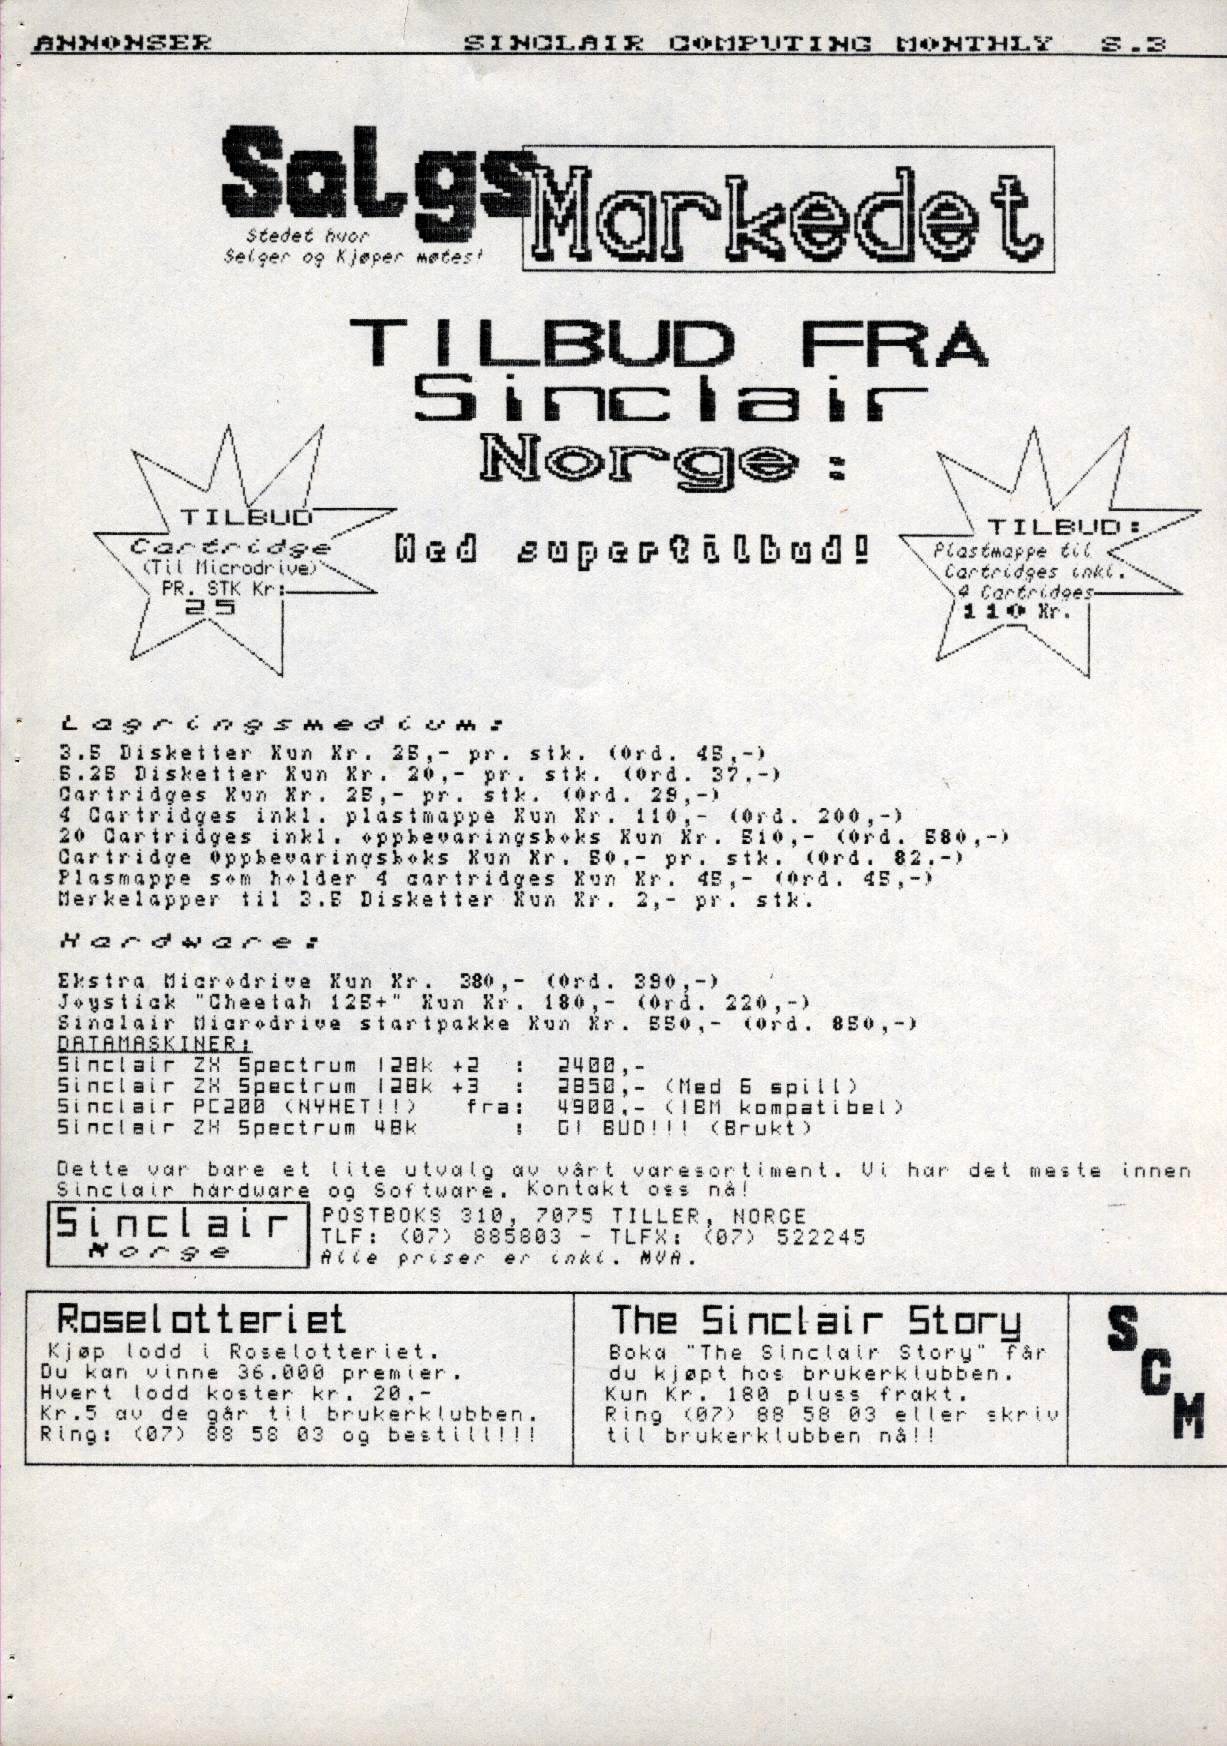 ANNONSER SINCLAIR COMPUTING MONTHLY S.3
Salgs Markedet
Stedet hvor
Selger og Kjøper møtes!
TILBUD FRA
Sinclair
Norge:
Med supertilbud!
TILBUD
Cartridge
(Til Microdrive)
PR. STK Kr:
25
TILBUD:
Plastmappe til
Cartridges inkl.
4 Cartridges
110 Kr.
Lagringsmedium:
3.5 Disketter Kun Kr. 25,- pr. stk. (Ord. 45,-)
5.25 Disketter Kun Kr. 20,- pr. stk. (Ord. 37,-)
Cartridges Kun Kr. 25,- pr. stk. (Ord. 29,-)
4 Cartridges inkl. plastmappe Kun Kr. 110,- (Ord. 200,-)
20 Cartridges inkl. oppbevaringsboks Kun Kr. 510,- (Ord. 580,-)
Cartridge Oppbevaringsboks Kun Kr. 50,- pr. stk. (Ord. 82,-)
Plasmappe som holder 4 cartridges Kun Kr. 45,- (Ord. 45,-)
Merkelapper til 3.5 Disketter Kun Kr. 2,- pr. stk.
Hardware:
Ekstra Microdrive Kun Kr. 380,- (Ord. 390,-)
Joystick "Cheetah 125+" Kun Kr. 180,- (Ord. 220,-)
Sinclair Microdrive startpakke Kun Kr. 550,- (Ord. 850,-)
DATAMASKINER:
Sinclair ZX Spectrum 128k +2 : 2400,-
Sinclair ZX Spectrum 128k +3 : 2850,- (Med 6 spill)
Sinclair PC200 (NYHET!!) fra: 4900,- (IBM kompatibel)
Sinclair ZX Spectrum 48k : GI BUD!!! (Brukt)
Dette var bare et lite utvalg av vårt varesortiment. Vi har det meste innen
Sinclair hardware og Software. Kontakt oss nå!
Sinclair
Norge
POSTBOKS 310, 7075 TILLER, NORGE
TLF: (07) 885803 - TLFX: (07) 522245
Alle priser er inkl. MVA.
Roselotteriet
Kjøp lodd i Roselotteriet.
Du kan vinne 36.000 premier.
Hvert lodd koster kr. 20,-
Kr.5 av de går til brukerklubben.
Ring: (07) 88 58 03 og bestill!!!
The Sinclair Story
Boka "The Sinclair Story" får
du kjøpt hos brukerklubben.
Kun Kr. 180 pluss frakt.
Ring (07) 88 58 03 eller skriv
til brukerklubben nå!!
SCM